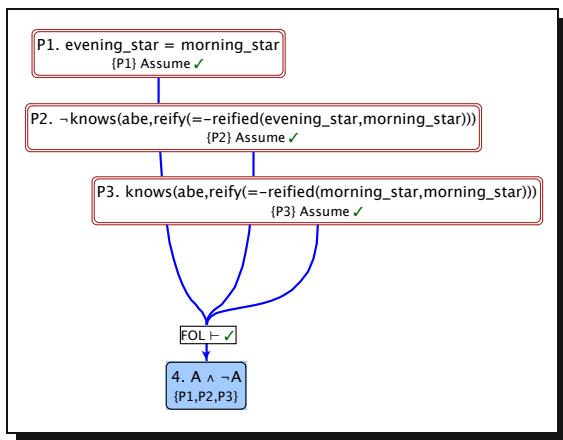 P1. evening_star = morning_star
{P1} Assume ✓
P2. ¬knows(abe,reify(=-reified(evening_star,morning_star)))
{P2} Assume ✓
P3. knows(abe,reify(=-reified(morning_star,morning_star)))
{P3} Assume ✓
FOL ⊢ ✓
4. A ∧ ¬A
{P1,P2,P3}